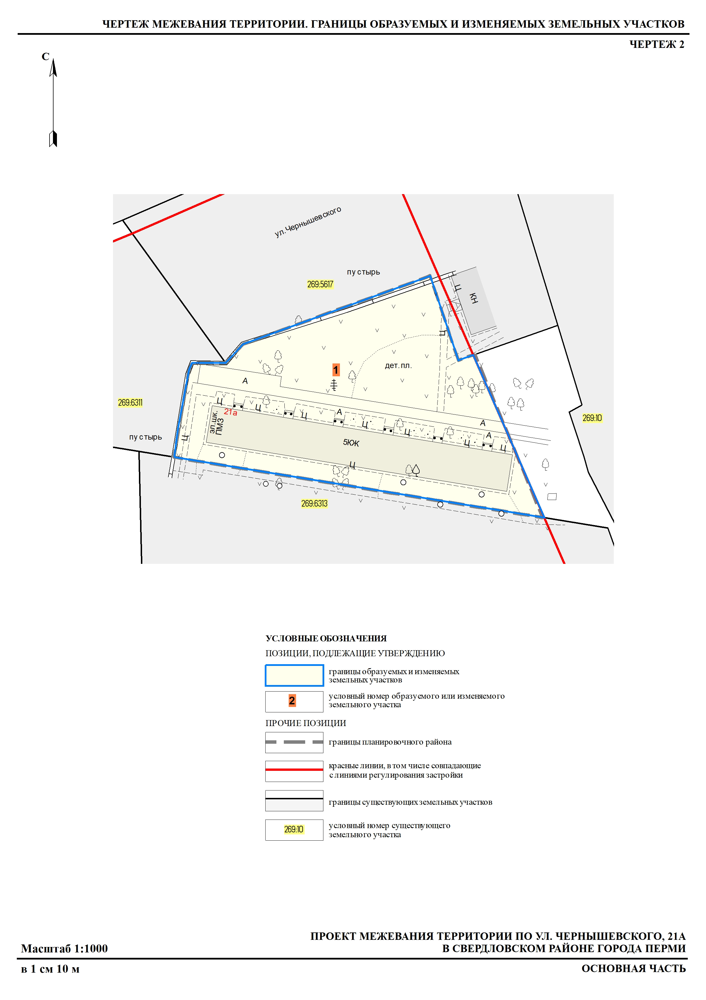 ЧЕРТЕЖ МЕЖЕВАНИЯ ТЕРРИТОРИИ. ГРАНИЦЫ ОБРАЗУЕМЫХ И ИЗМЕНЯЕМЫХ ЗЕМЕЛЬНЫХ УЧАСТКОВ
ЧЕРТЕЖ 2
С
ул.Чернышевского
пустырь
269:5617
Ц
КН
Ц
дет.пл.
1
А
269:6311
Ц
21а
Ц
Ц
А
Ц
Ц
Ц
А
А
Ц
269:10
эл.шк.
ПМЗ
пустырь
Ц
5КЖ
Ц
269:6313
УСЛОВНЫЕ ОБОЗНАЧЕНИЯ
ПОЗИЦИИ, ПОДЛЕЖАЩИЕ УТВЕРЖДЕНИЮ
границы образуемых и изменяемых
земельных участков
2
условный номер образуемого или изменяемого
земельного участка
ПРОЧИЕ ПОЗИЦИИ
границы планировочного района
красные линии, в том числе совпадающие
с линиями регулирования застройки
границы существующих земельных участков
269:10
условный номер существующего
земельного участка
ПРОЕКТ МЕЖЕВАНИЯ ТЕРРИТОРИИ ПО УЛ. ЧЕРНЫШЕВСКОГО, 21А
Масштаб 1:1000
В СВЕРДЛОВСКОМ РАЙОНЕ ГОРОДА ПЕРМИ
в 1 см 10 м
ОСНОВНАЯ ЧАСТЬ